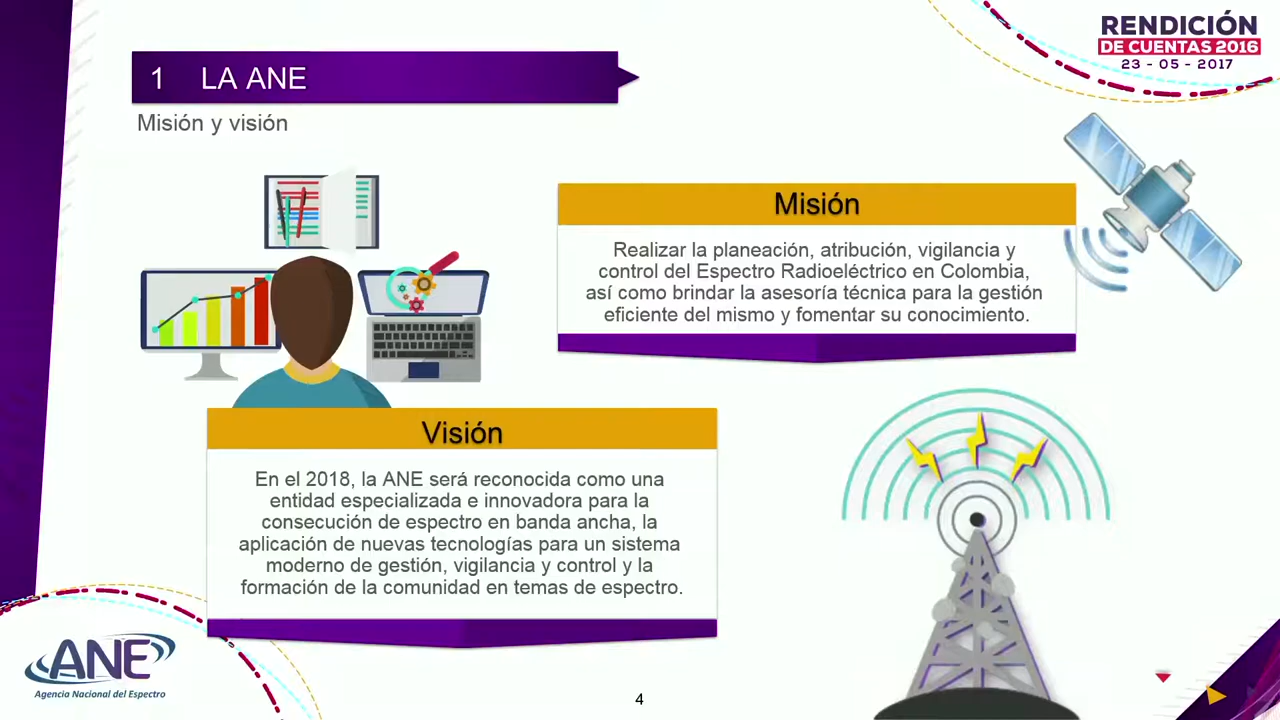 RENDICIÓN
DE CUENTAS 2016
23 - 05 - 2017
1 LA ANE
Misión y visión
Misión
Realizar la planeación, atribución, vigilancia y
control del Espectro Radioeléctrico en Colombia,
así como brindar la asesoría técnica para la gestión
eficiente del mismo y fomentar su conocimiento.
Visión
En el 2018, la ANE será reconocida como una
entidad especializada e innovadora para la
consecución de espectro en banda ancha, la
aplicación de nuevas tecnologías para un sistema
moderno de gestión, vigilancia y control y la
formación de la comunidad en temas de espectro.
ANE
Agencia Nacional del Espectro
4